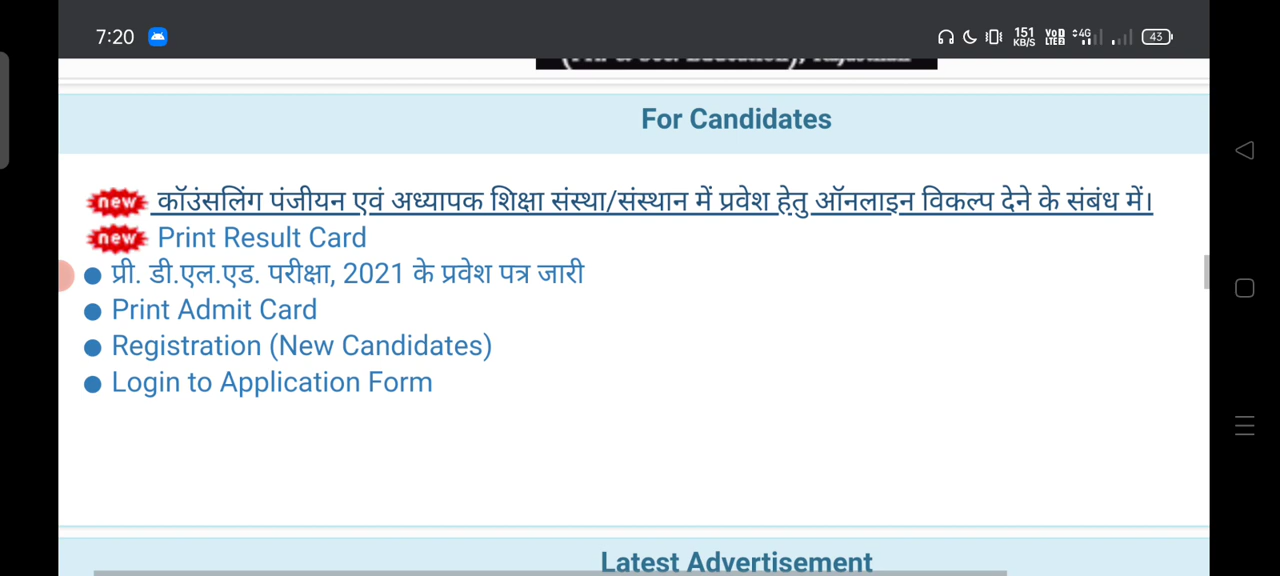 7:20 151 KB/S VoD LTE2 4G 43
For Candidates
new कॉउंसलिंग पंजीयन एवं अध्यापक शिक्षा संस्था/संस्थान में प्रवेश हेतु ऑनलाइन विकल्प देने के संबंध में।
new Print Result Card
प्री. डी.एल.एड. परीक्षा, 2021 के प्रवेश पत्र जारी
Print Admit Card
Registration (New Candidates)
Login to Application Form
Latest Advertisement